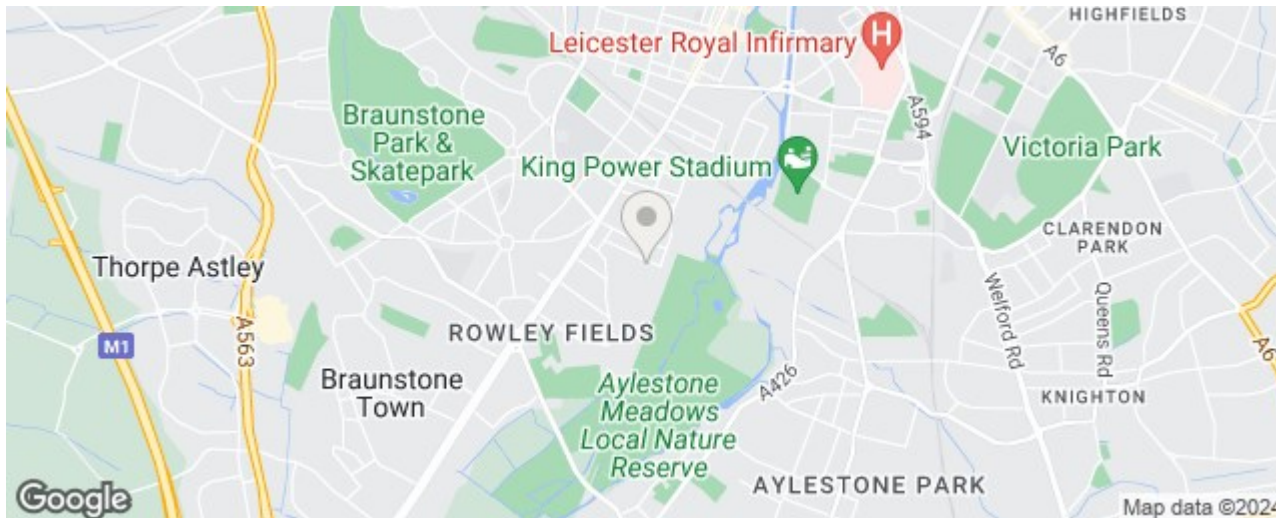 HIGHFIELDS
Leicester Royal Infirmary
H
A6
Braunstone
Park &
Skatepark
A594
King Power Stadium
Victoria Park
CLARENDON
PARK
Thorpe Astley
Welford Rd
Queens Rd
A563
M1
ROWLEY FIELDS
A6
Braunstone
Town
Aylestone
Meadows
Local Nature
Reserve
A426
KNIGHTON
AYLESTONE PARK
Google
Map data ©2024